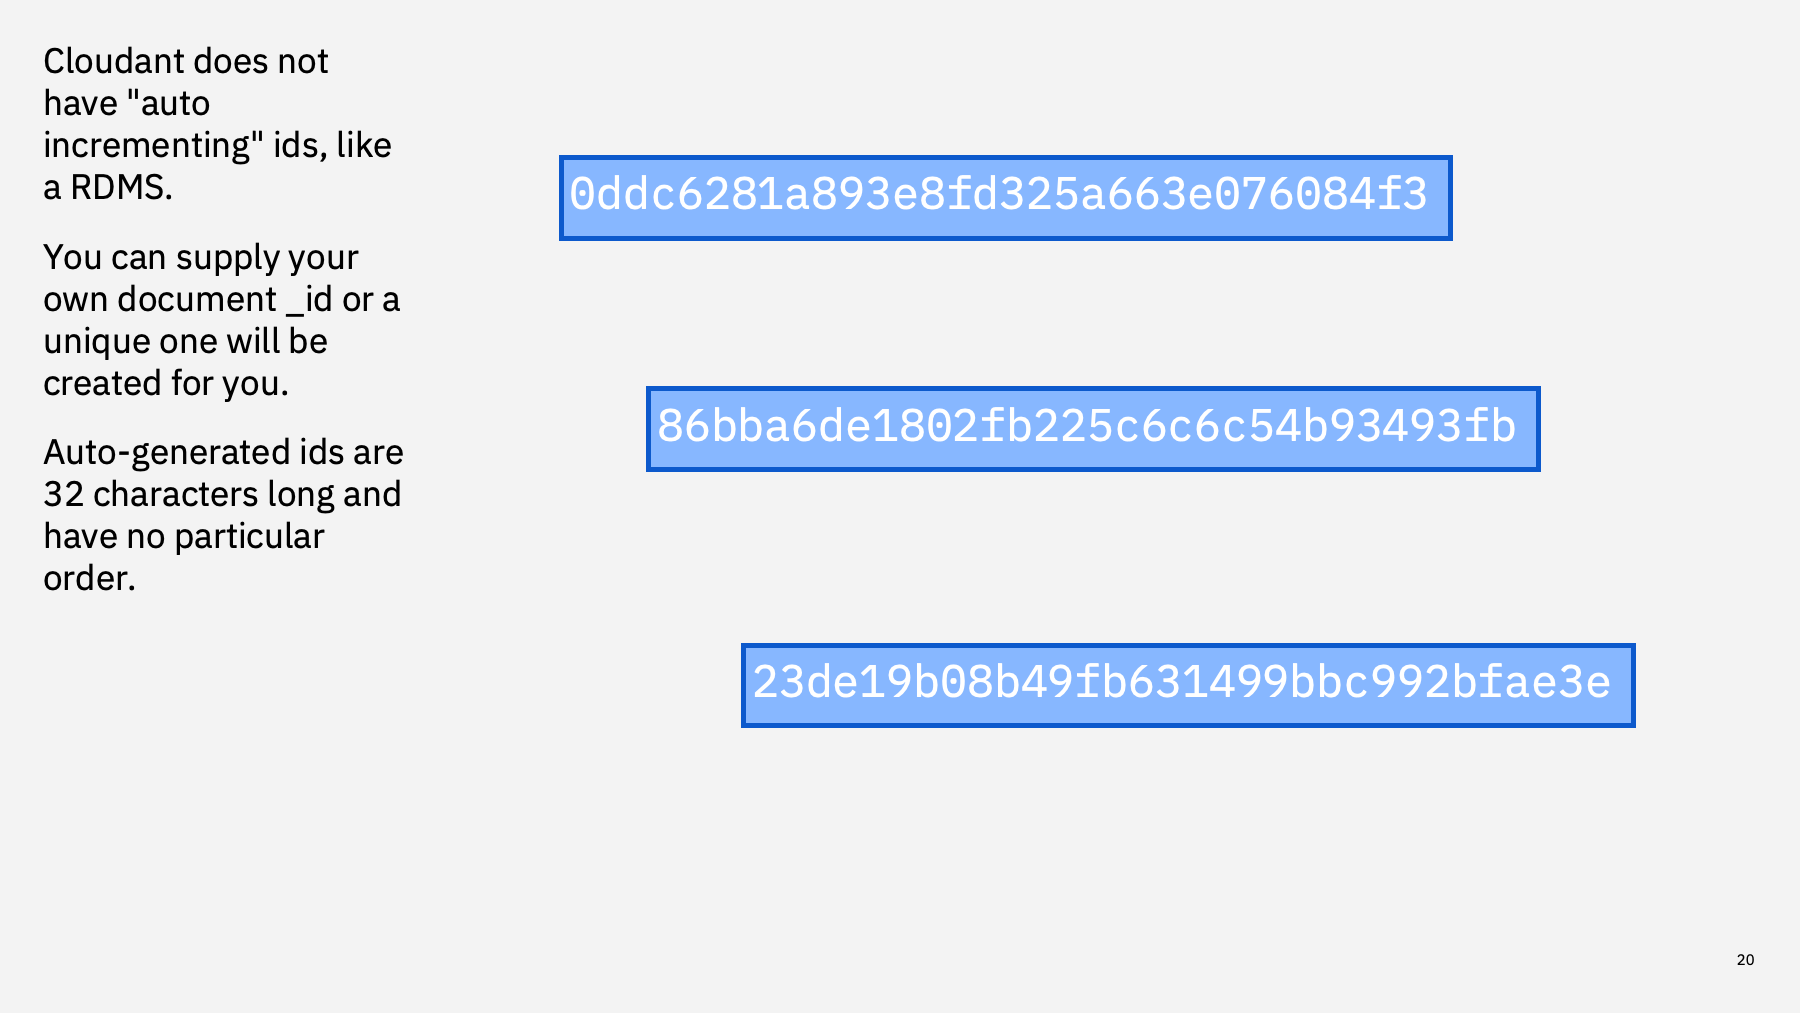 Cloudant does not
have "auto
incrementing" ids, like
a RDMS.
You can supply your
own document _id or a
unique one will be
created for you.
Auto-generated ids are
32 characters long and
have no particular
order.
0ddc6281a893e8fd325a663e076084f3
86bba6de1802fb225c6c6c54b93493fb
23de19b08b49fb631499bbc992bfae3e
20